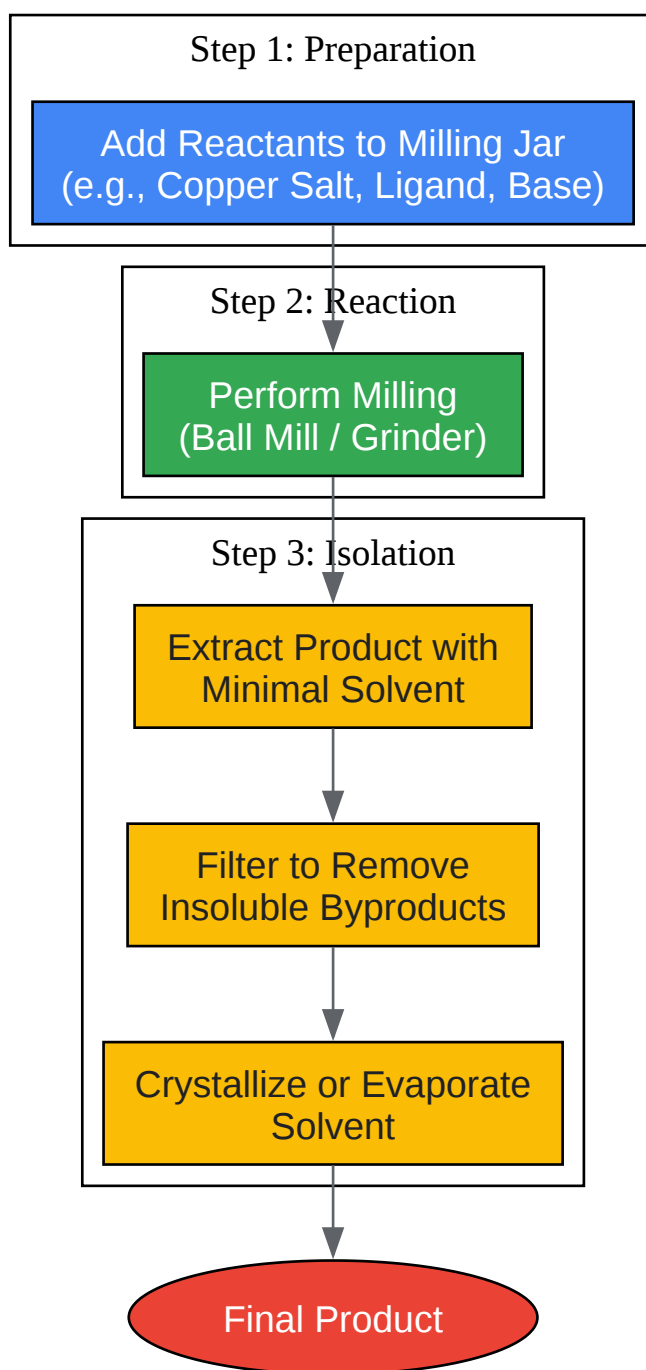 Step 1: Preparation
Add Reactants to Milling Jar
(e.g., Copper Salt, Ligand, Base)
Step 2: Reaction
Perform Milling
(Ball Mill / Grinder)
Step 3: Isolation
Extract Product with
Minimal Solvent
Filter to Remove
Insoluble Byproducts
Crystallize or Evaporate
Solvent
Final Product